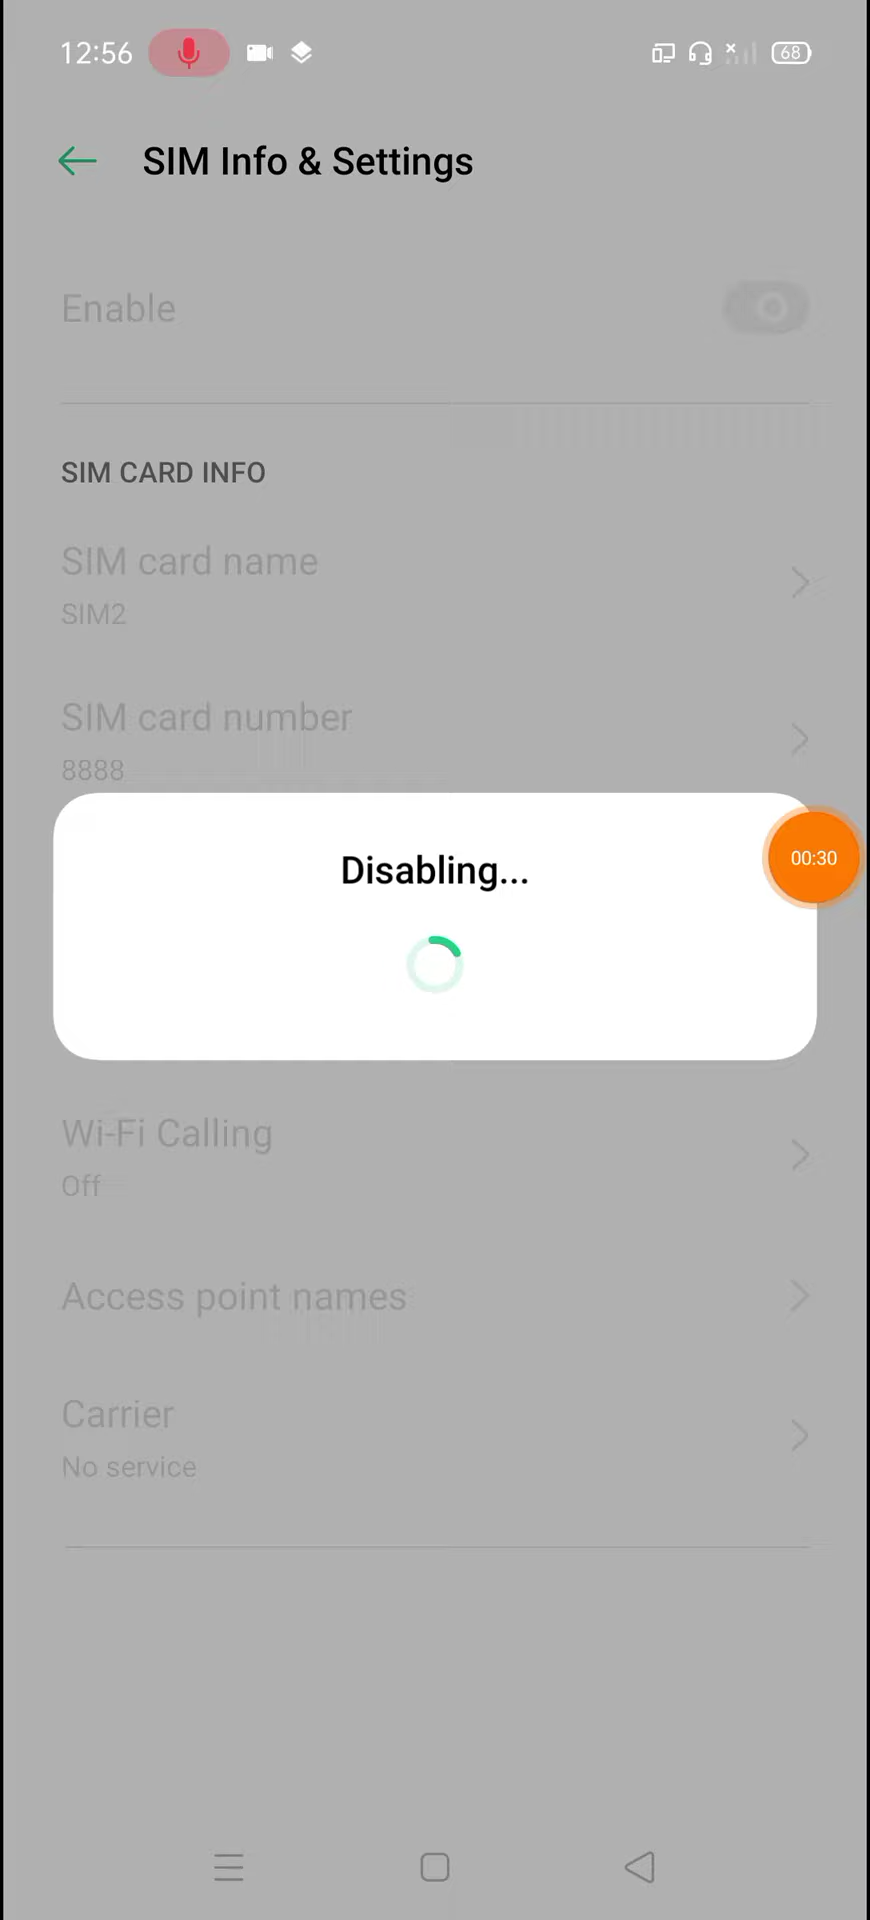 12:56
68
SIM Info & Settings
Enable
SIM CARD INFO
SIM card name
SIM2
SIM card number
8888
Disabling...
00:30
Wi-Fi Calling
Off
Access point names
Carrier
No service